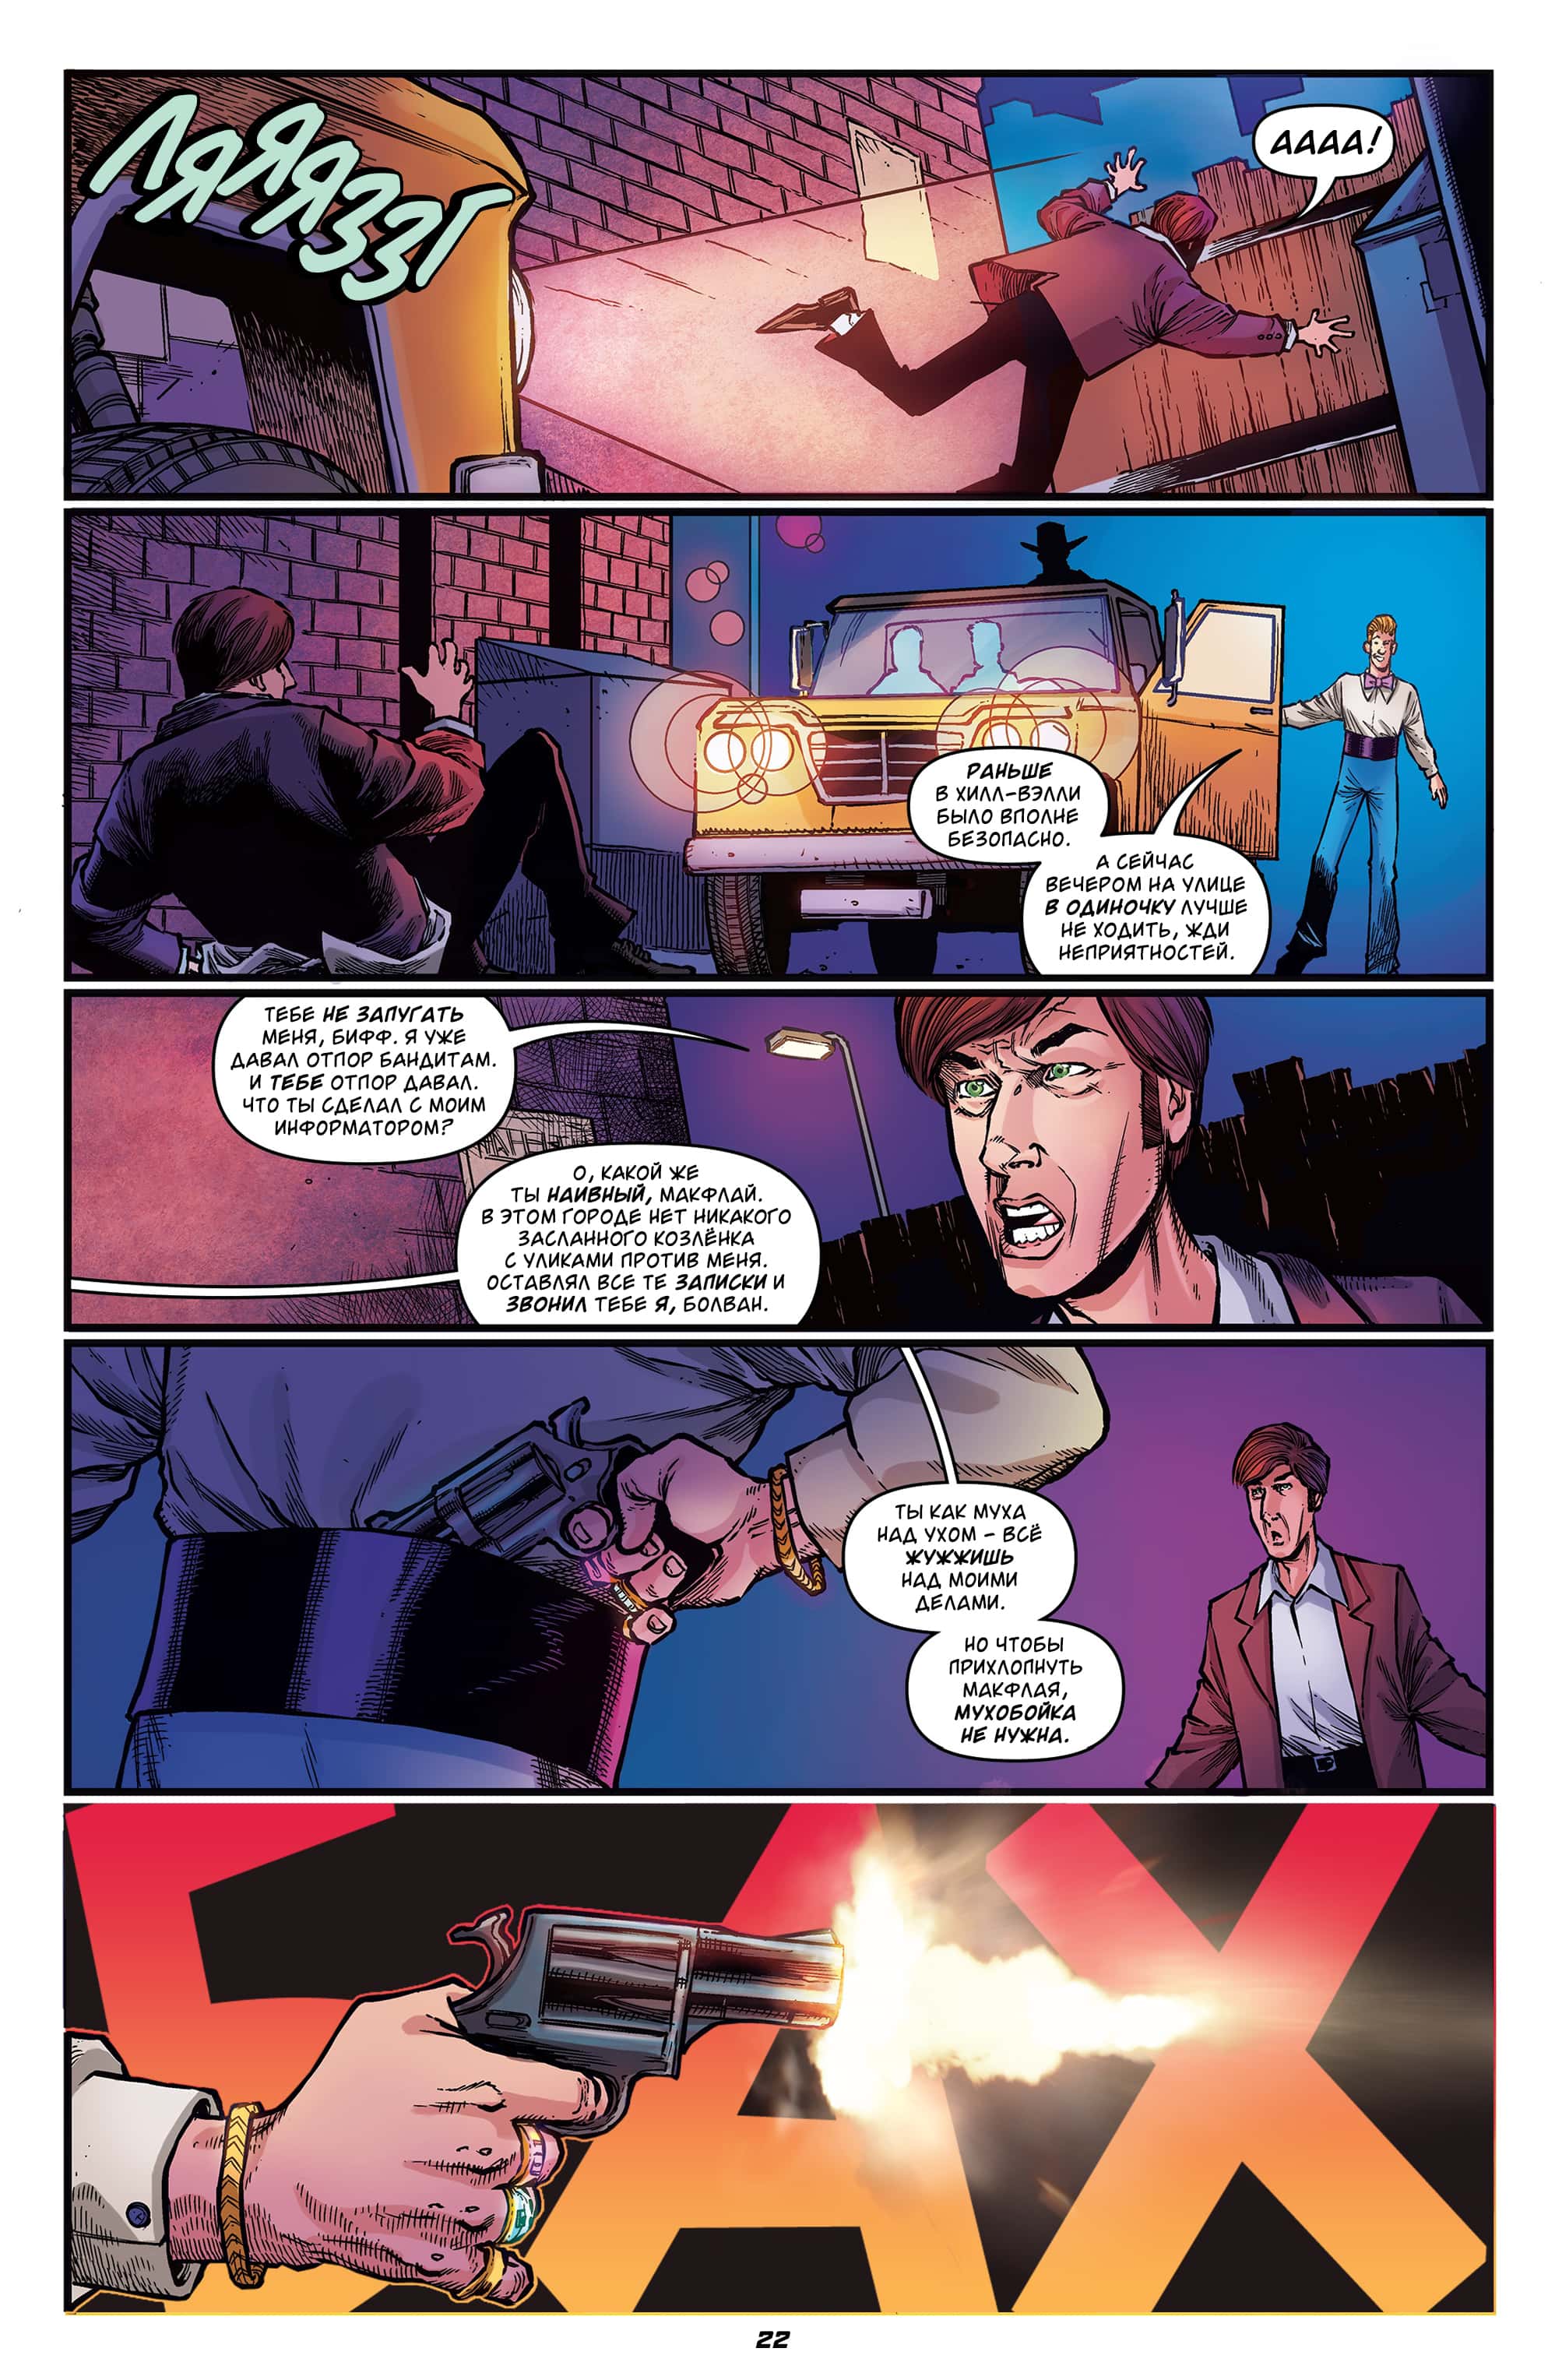 ЛЯЯЯЗЗГ
АААА!
РАНЬШЕ
В ХИЛЛ-ВЭЛЛИ
БЫЛО ВПОЛНЕ
БЕЗОПАСНО.
А СЕЙЧАС
ВЕЧЕРОМ НА УЛИЦЕ
В ОДИНОЧКУ ЛУЧШЕ
НЕ ХОДИТЬ, ЖДИ
НЕПРИЯТНОСТЕЙ.
ТЕБЕ НЕ ЗАПУГАТЬ
МЕНЯ, БИФФ. Я УЖЕ
ДАВАЛ ОТПОР БАНДИТАМ.
И ТЕБЕ ОТПОР ДАВАЛ.
ЧТО ТЫ СДЕЛАЛ С МОИМ
ИНФОРМАТОРОМ?
О, КАКОЙ ЖЕ
ТЫ НАИВНЫЙ, МАКФЛАЙ.
В ЭТОМ ГОРОДЕ НЕТ НИКАКОГО
ЗАСЛАННОГО КОЗЛЁНКА
С УЛИКАМИ ПРОТИВ МЕНЯ.
ОСТАВЛЯЛ ВСЕ ТЕ ЗАПИСКИ И
ЗВОНИЛ ТЕБЕ Я, БОЛВАН.
ТЫ КАК МУХА
НАД УХОМ – ВСЁ
ЖУЖЖИШЬ
НАД МОИМИ
ДЕЛАМИ.
НО ЧТОБЫ
ПРИХЛОПНУТЬ
МАКФЛАЯ,
МУХОБОЙКА
НЕ НУЖНА.
БАХ
22